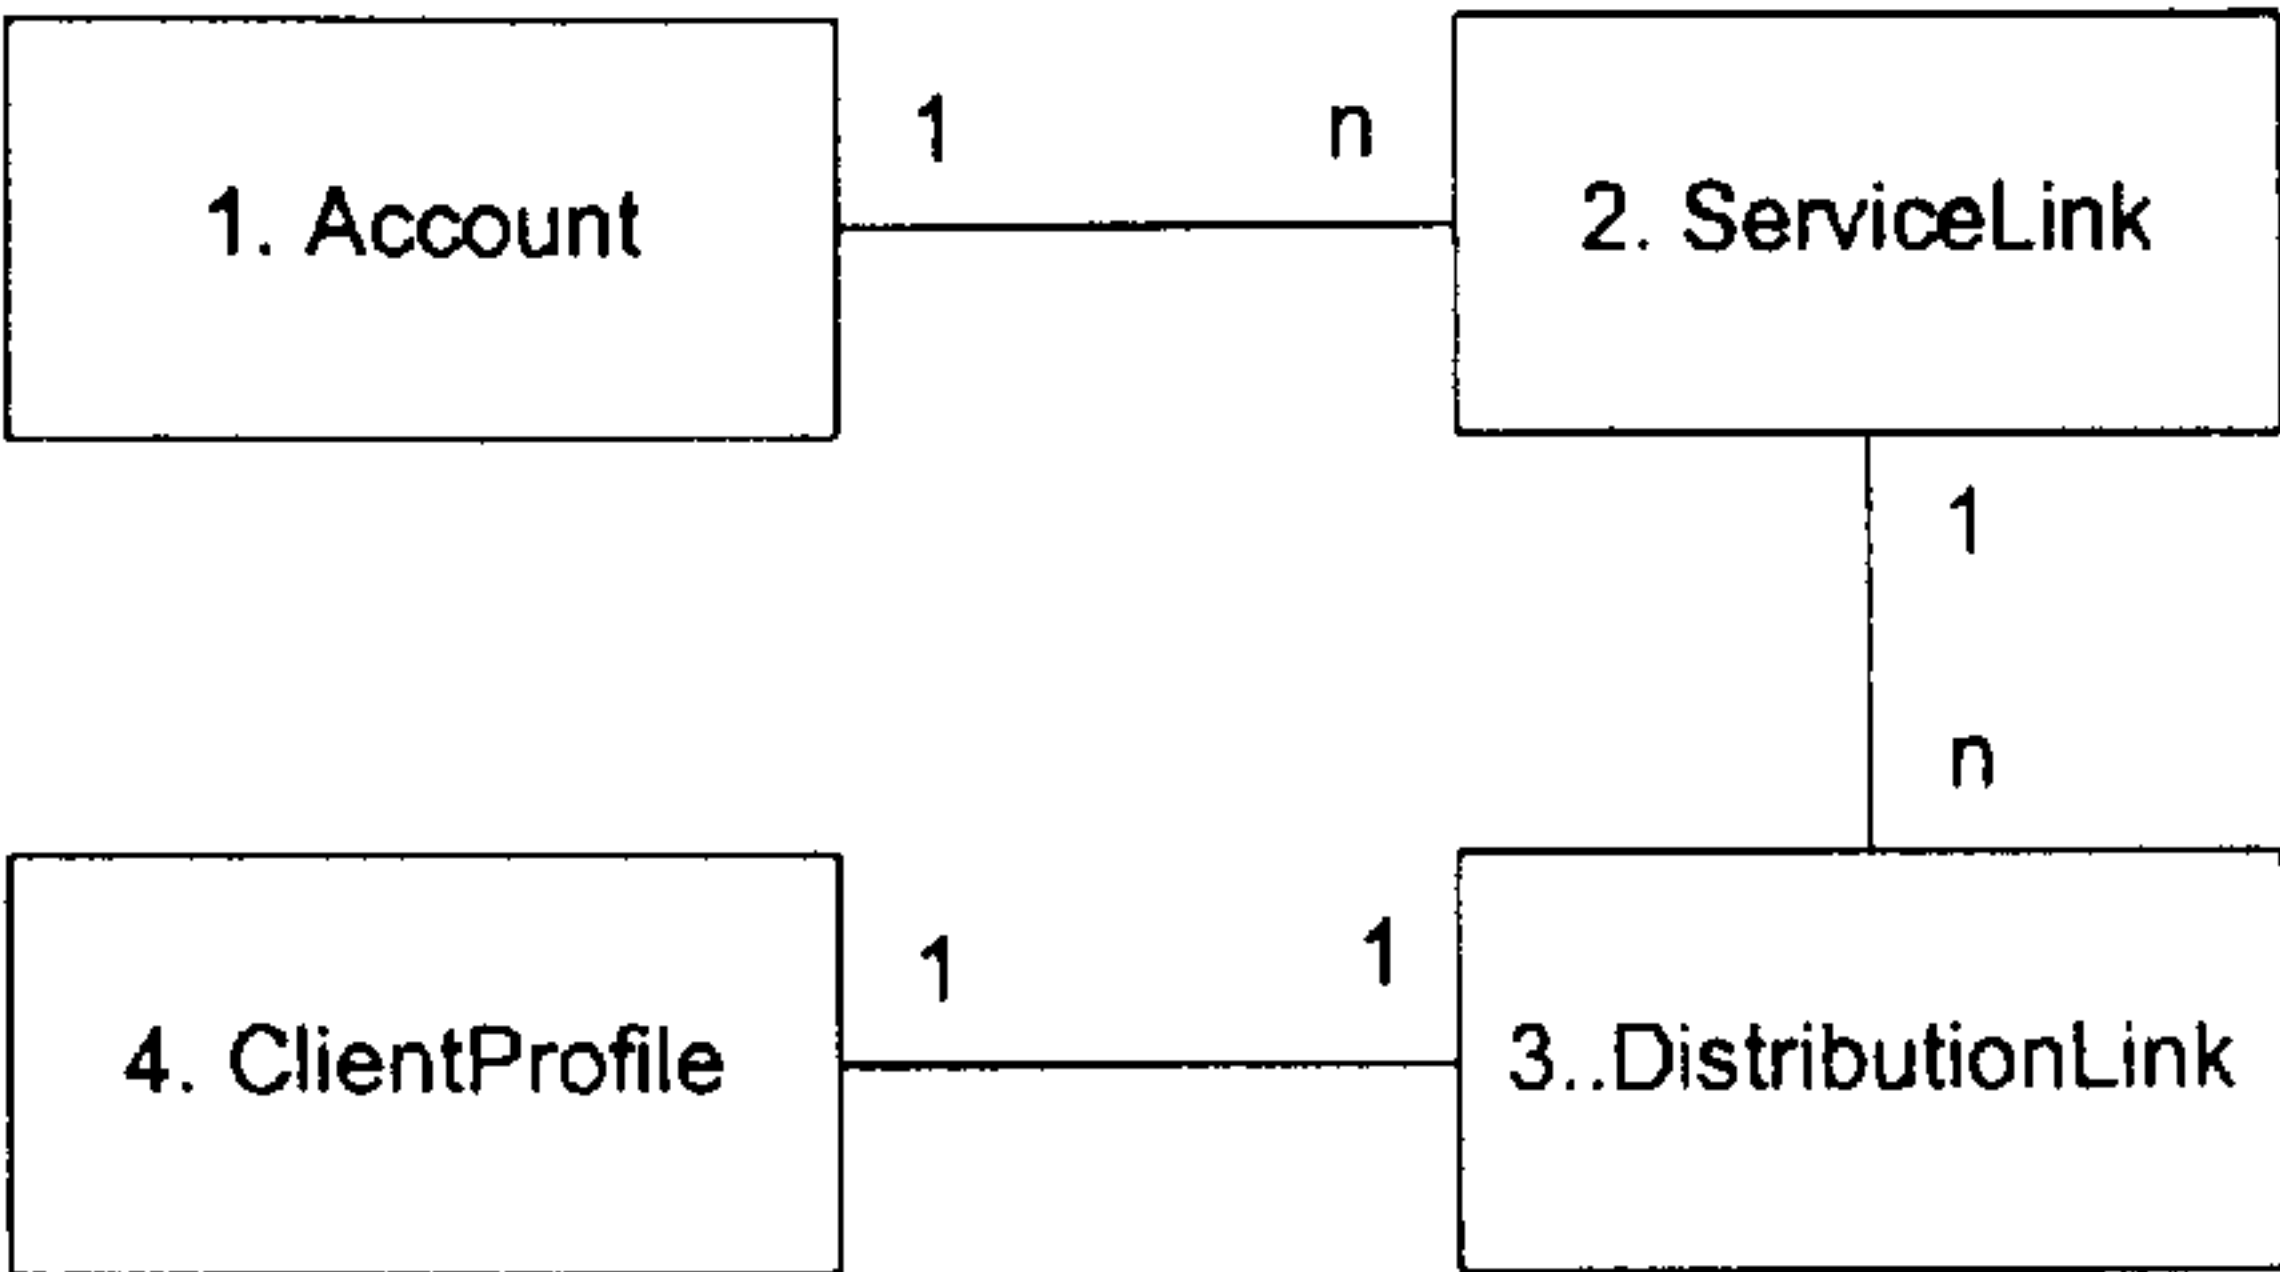 1 n
1. Account 2. ServiceLink
1
n
1 1
4. ClientProfile 3..DistributionLink